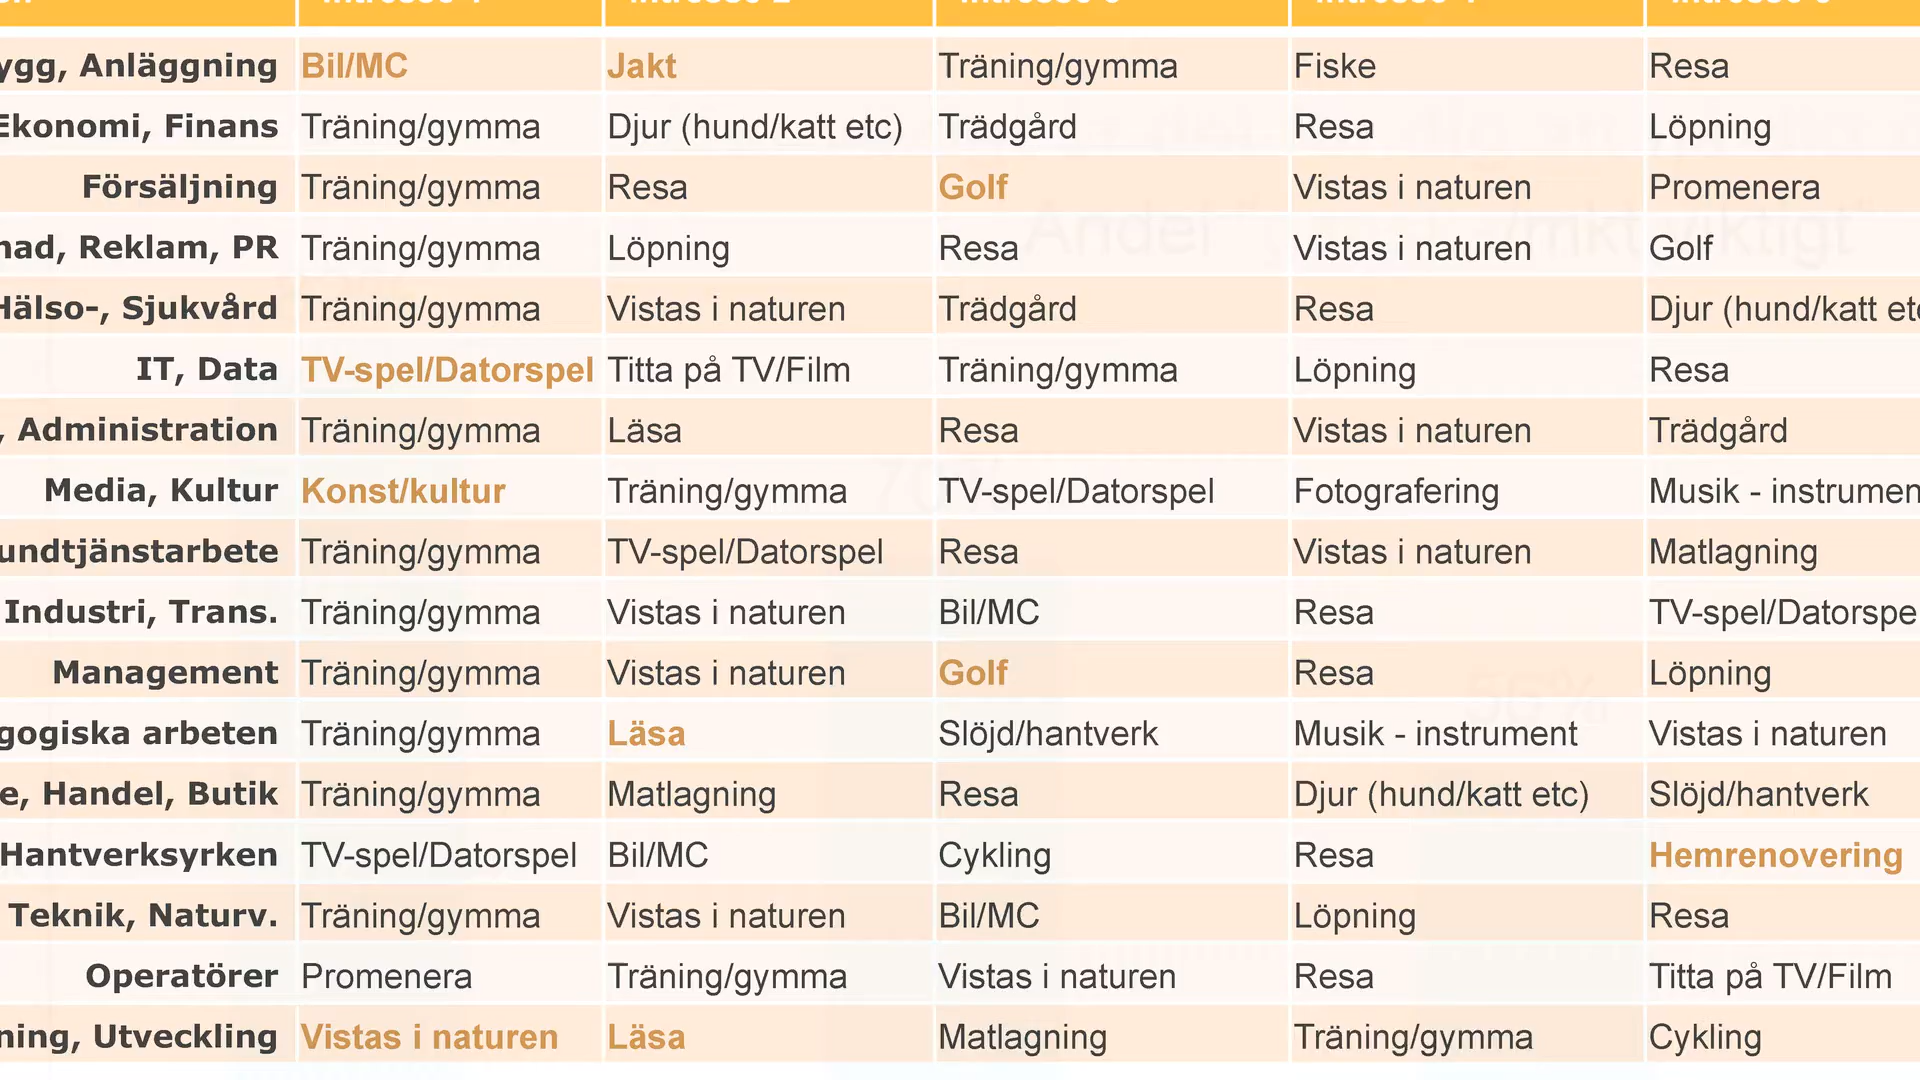 ygg, Anläggning Bil/MC Jakt Träning/gymma Fiske Resa
Ekonomi, Finans Träning/gymma Djur (hund/katt etc) Trädgård Resa Löpning
Försäljning Träning/gymma Resa Golf Vistas i naturen Promenera
nad, Reklam, PR Träning/gymma Löpning Resa Vistas i naturen Golf
Hälso-, Sjukvård Träning/gymma Vistas i naturen Trädgård Resa Djur (hund/katt etc
IT, Data TV-spel/Datorspel Titta på TV/Film Träning/gymma Löpning Resa
, Administration Träning/gymma Läsa Resa Vistas i naturen Trädgård
Media, Kultur Konst/kultur Träning/gymma TV-spel/Datorspel Fotografering Musik - instrumen
undtjänstarbete Träning/gymma TV-spel/Datorspel Resa Vistas i naturen Matlagning
Industri, Trans. Träning/gymma Vistas i naturen Bil/MC Resa TV-spel/Datorspe
Management Träning/gymma Vistas i naturen Golf Resa Löpning
gogiska arbeten Träning/gymma Läsa Slöjd/hantverk Musik - instrument Vistas i naturen
e, Handel, Butik Träning/gymma Matlagning Resa Djur (hund/katt etc) Slöjd/hantverk
Hantverksyrken TV-spel/Datorspel Bil/MC Cykling Resa Hemrenovering
Teknik, Naturv. Träning/gymma Vistas i naturen Bil/MC Löpning Resa
Operatörer Promenera Träning/gymma Vistas i naturen Resa Titta på TV/Film
ning, Utveckling Vistas i naturen Läsa Matlagning Träning/gymma Cykling